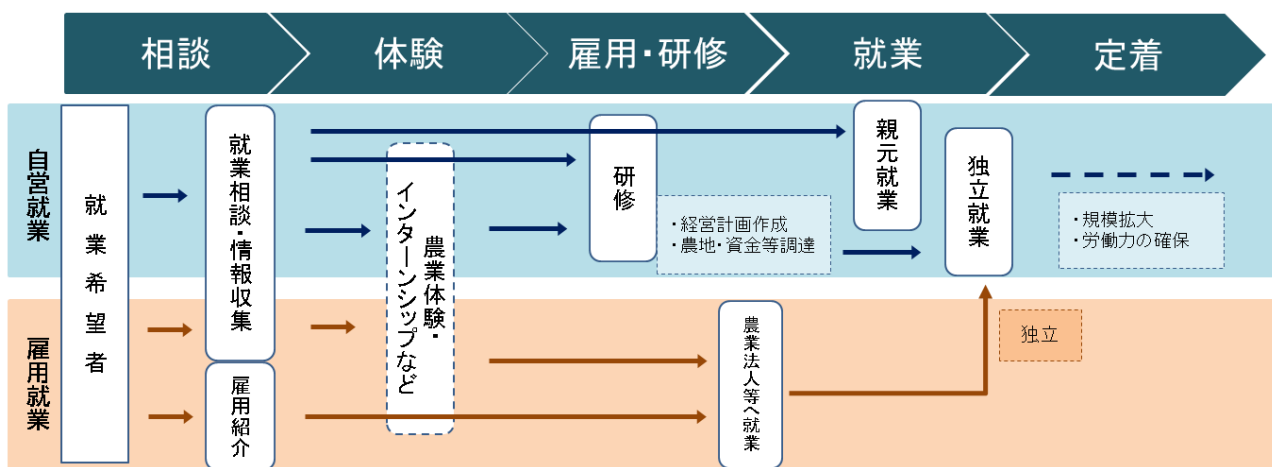 相談
体験
雇用・研修
就業
定着
自営就業
雇用就業
就業希望者
就業相談・情報収集
雇用紹介
農業体験・
インターンシップなど
研修
・経営計画作成
・農地・資金等調達
親元就業
独立就業
・規模拡大
・労働力の確保
農業法人等へ就業
独立